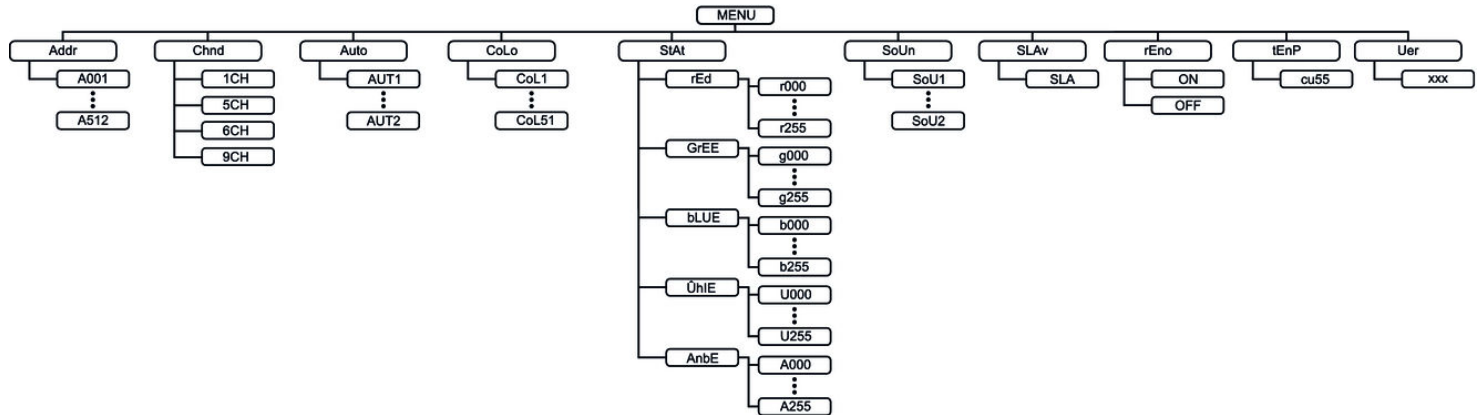 MENU
Addr
A001
A512
Chnd
1CH
5CH
6CH
9CH
Auto
AUT1
AUT2
CoLo
CoL1
CoL51
StAt
rEd
r000
r255
GrEE
g000
g255
bLUE
b000
b255
ÛhIE
U000
U255
AnbE
A000
A255
SoUn
SoU1
SoU2
SLAv
SLA
rEno
ON
OFF
tEnP
cu55
Uer
xxx